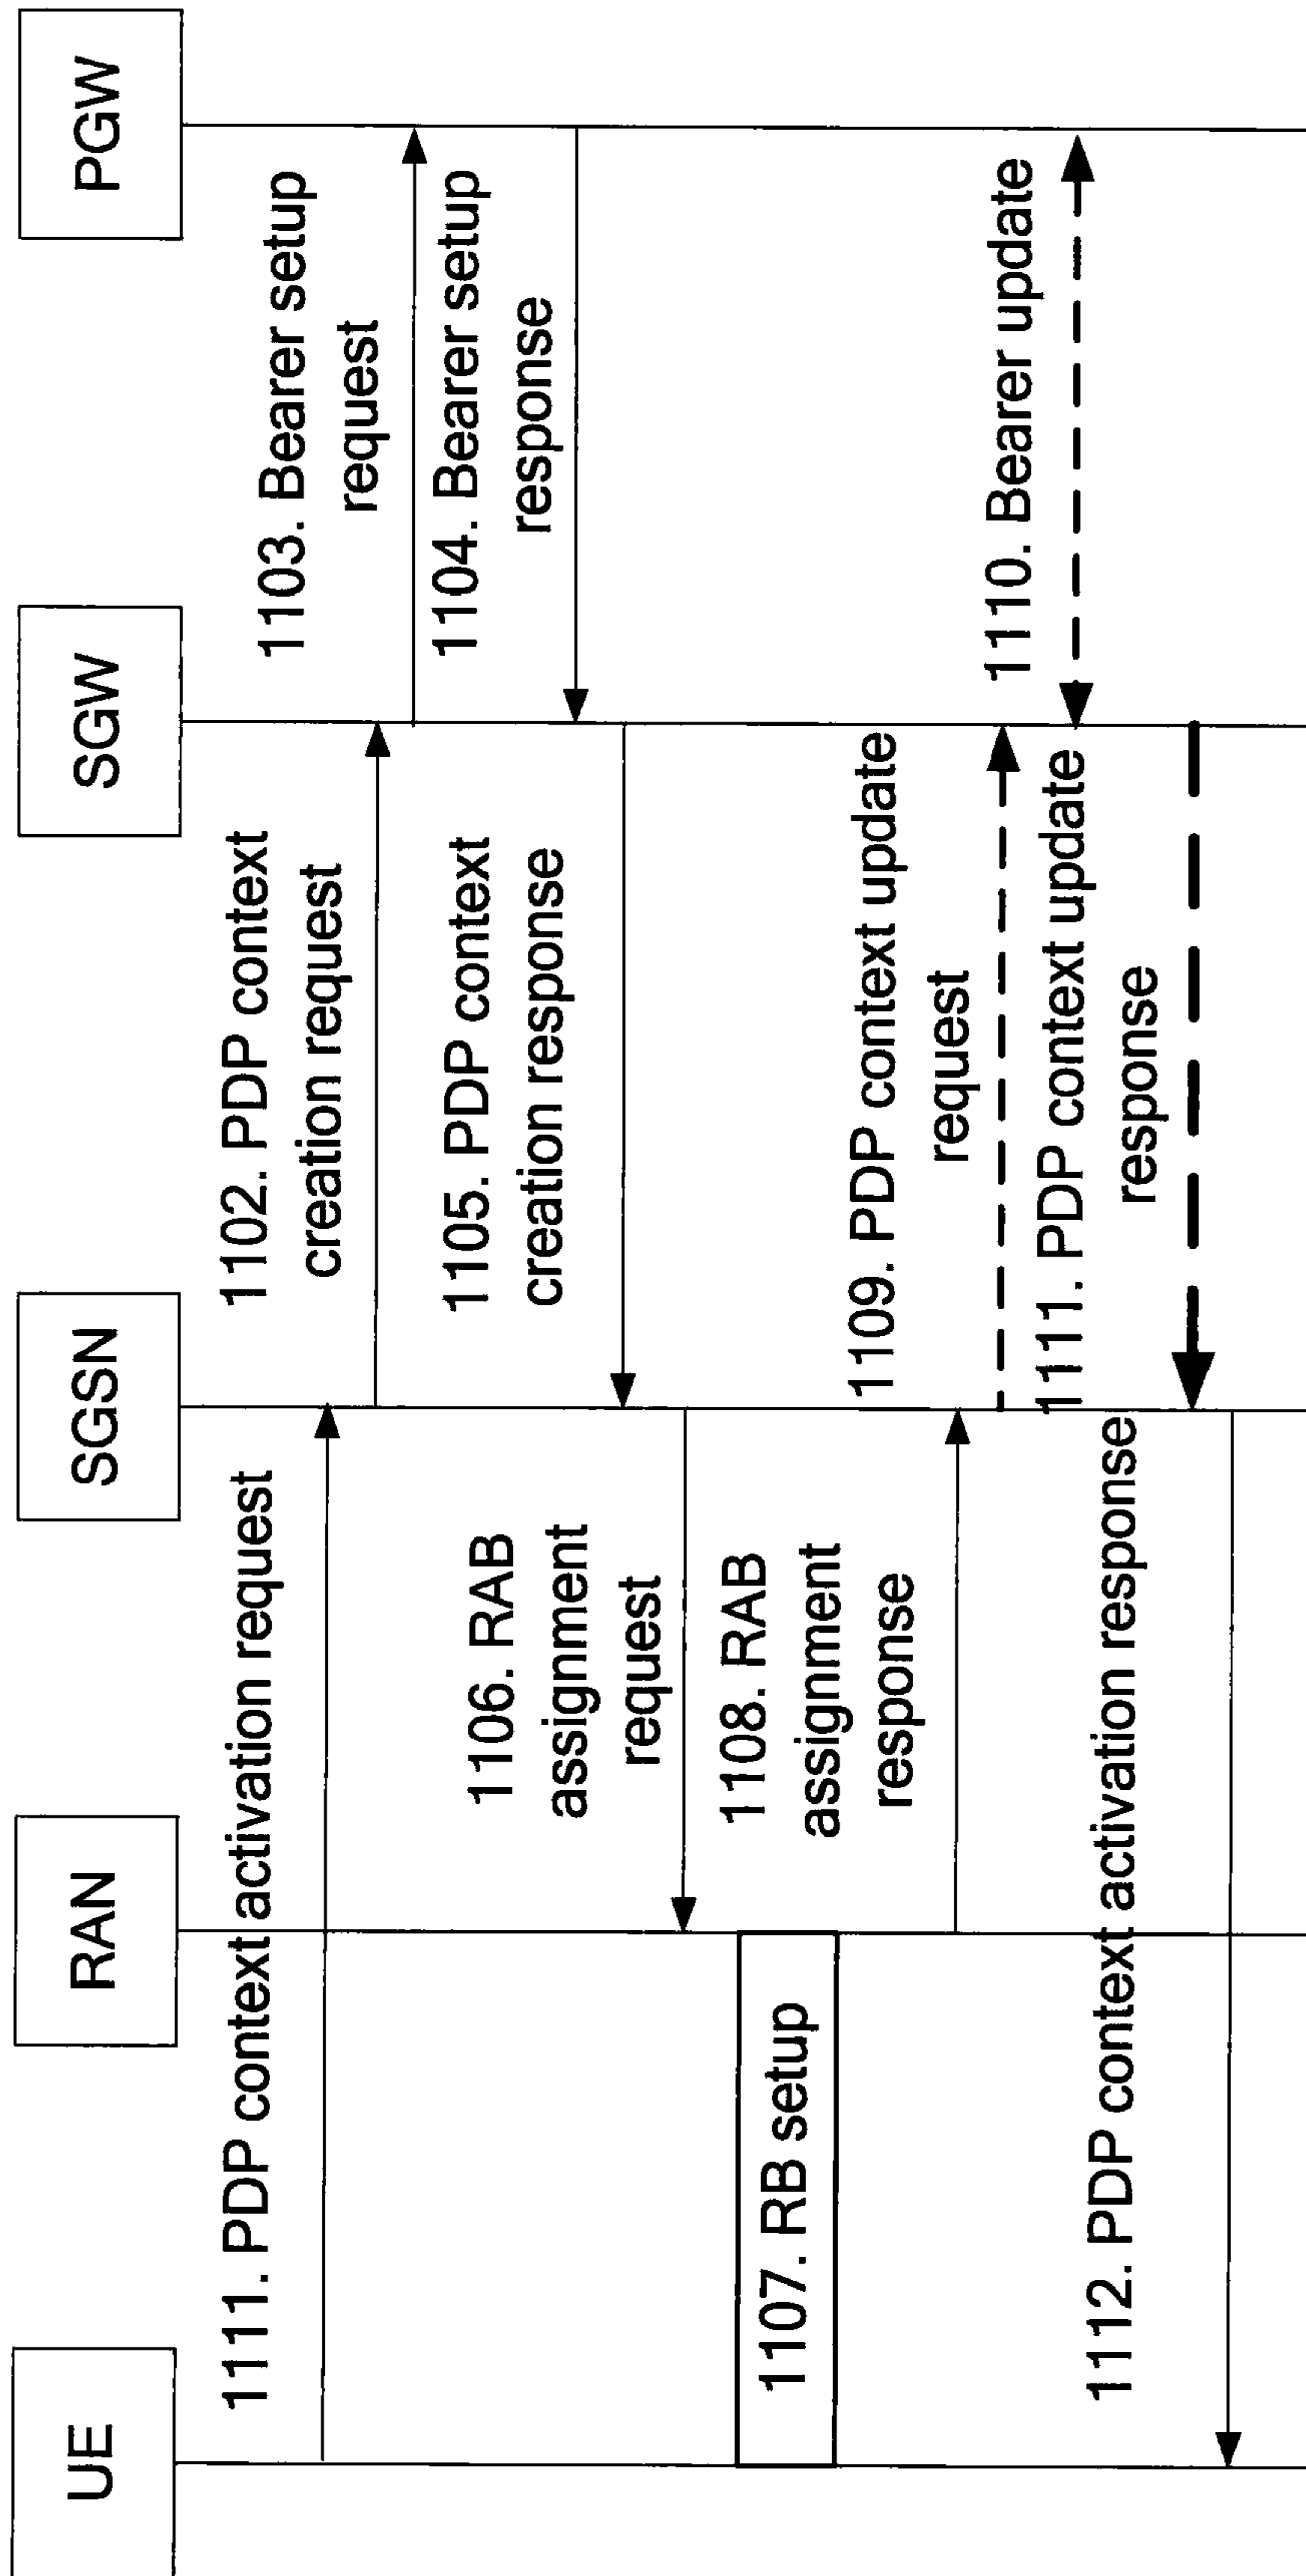 UE
RAN
SGSN
SGW
PGW
1111. PDP context activation request
1102. PDP context
creation request
1103. Bearer setup
request
1104. Bearer setup
response
1105. PDP context
creation response
1106. RAB
assignment
request
1107. RB setup
1108. RAB
assignment
response
1109. PDP context update
request
1110. Bearer update
1111. PDP context update
response
1112. PDP context activation response